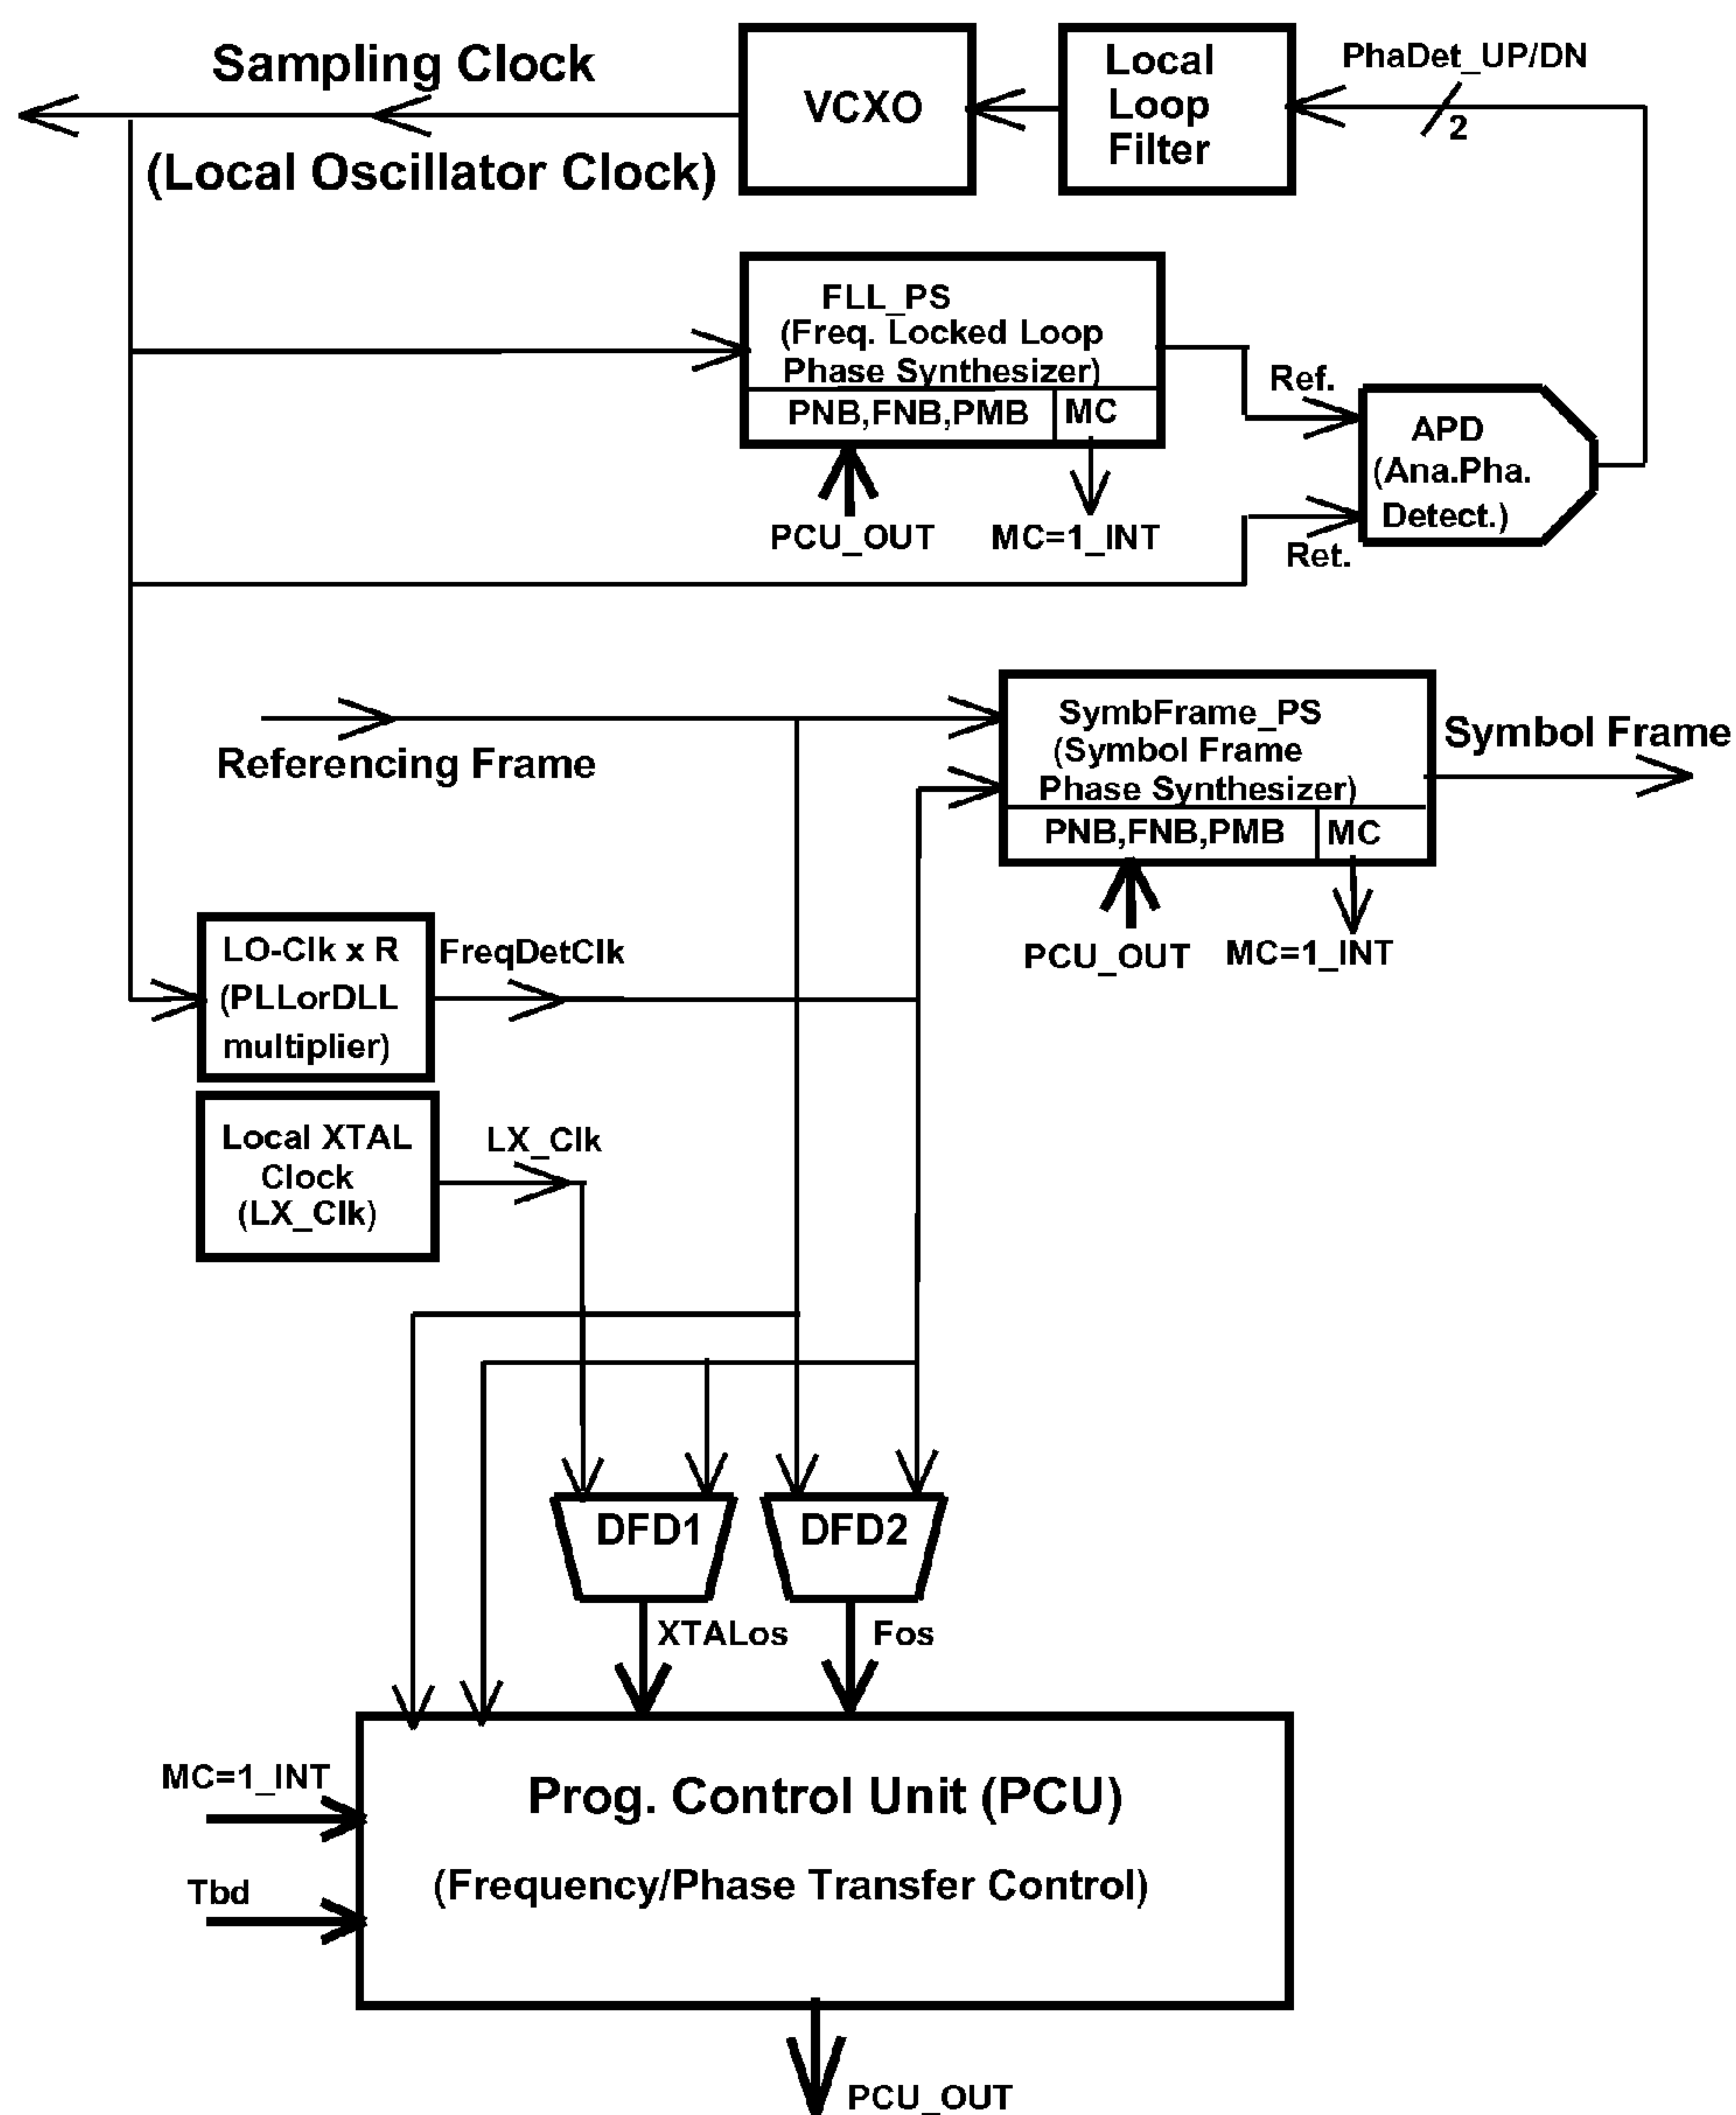 Sampling Clock
(Local Oscillator Clock)
VCXO
Local
Loop
Filter
PhaDet_UP/DN
2
FLL_PS
(Freq. Locked Loop
Phase Synthesizer)
PNB,FNB,PMB
MC
PCU_OUT
MC=1_INT
Ref.
Ret.
APD
(Ana.Pha.
Detect.)
Referencing Frame
SymbFrame_PS
(Symbol Frame
Phase Synthesizer)
PNB,FNB,PMB
MC
Symbol Frame
PCU_OUT
MC=1_INT
LO-Clk x R
(PLLorDLL
multiplier)
FreqDetClk
Local XTAL
Clock
(LX_Clk)
LX_Clk
DFD1
DFD2
XTALos
Fos
MC=1_INT
Tbd
Prog. Control Unit (PCU)
(Frequency/Phase Transfer Control)
PCU_OUT